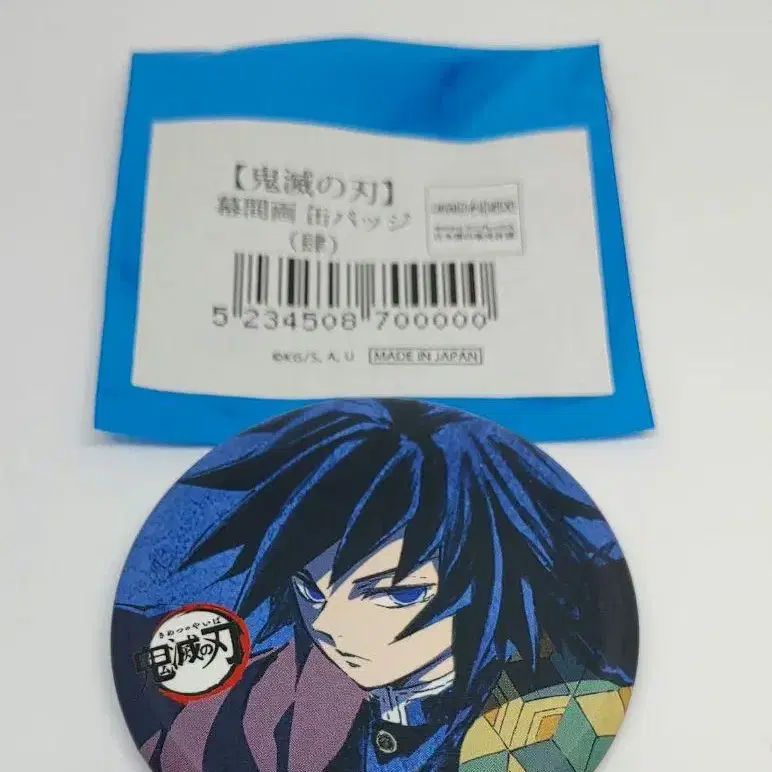 【鬼滅の刃】
幕間画 缶バッジ
（肆）
5 234508 700000
©KG/S, A, U
MADE IN JAPAN
きめつのやいば
鬼滅の刃